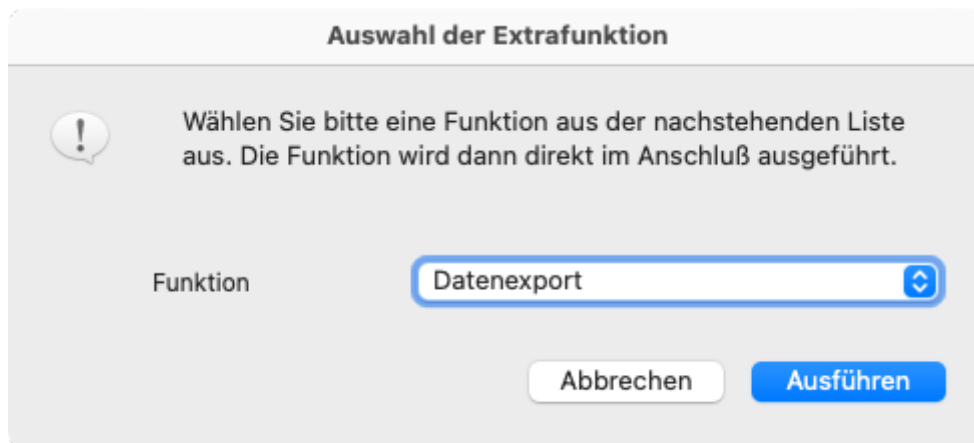 Auswahl der Extrafunktion
Wählen Sie bitte eine Funktion aus der nachstehenden Liste
aus. Die Funktion wird dann direkt im Anschluß ausgeführt.
Funktion Datenexport
Abbrechen Ausführen